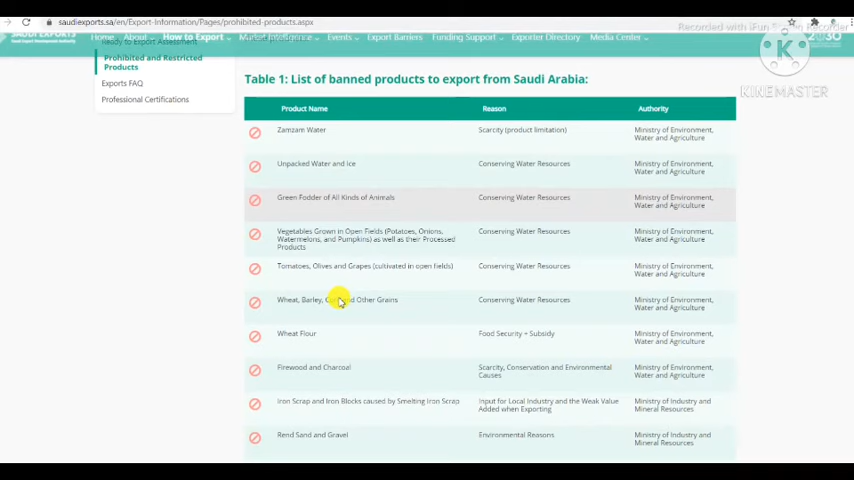 saudiexports.sa/en/Export-Information/Pages/prohibited-products.aspx
Recorded with iFun Screen Recorder
Home About How to Export Market Intelligence Events Export Barriers Funding Support Exporter Directory Media Center
2030
Ready to Export Assessment
Prohibited and Restricted
Products
Exports FAQ
Professional Certifications
K
KINEMASTER
Table 1: List of banned products to export from Saudi Arabia:
Product Name Reason Authority
Zamzam Water Scarcity (product limitation) Ministry of Environment,
Water and Agriculture
Unpacked Water and Ice Conserving Water Resources Ministry of Environment,
Water and Agriculture
Green Fodder of All Kinds of Animals Conserving Water Resources Ministry of Environment,
Water and Agriculture
Vegetables Grown in Open Fields (Potatoes, Onions, Conserving Water Resources Ministry of Environment,
Watermelons, and Pumpkins) as well as their Processed Water and Agriculture
Products
Tomatoes, Olives and Grapes (cultivated in open fields) Conserving Water Resources Ministry of Environment,
Water and Agriculture
Wheat, Barley, and Other Grains Conserving Water Resources Ministry of Environment,
Water and Agriculture
Wheat Flour Food Security + Subsidy Ministry of Environment,
Water and Agriculture
Firewood and Charcoal Scarcity, Conservation and Environmental Ministry of Environment,
Causes Water and Agriculture
Iron Scrap and Iron Blocks caused by Smelting Iron Scrap Input for Local Industry and the Weak Value Ministry of Industry and
Added when Exporting Mineral Resources
Rend Sand and Gravel Environmental Reasons Ministry of Industry and
Mineral Resources